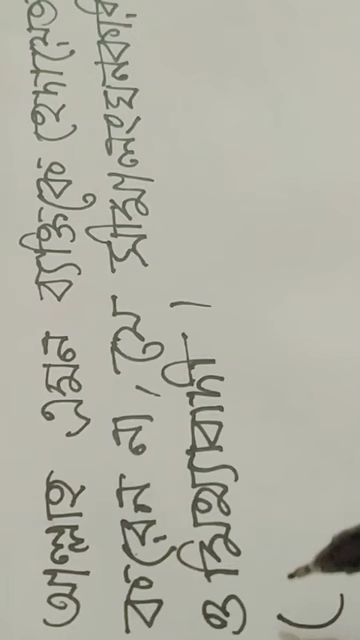 আল্লাহ এমন ব্যক্তিকে হেদায়েত
করেন না, যে সীমালংঘনকারী
ও মিথ্যাবাদী।
(